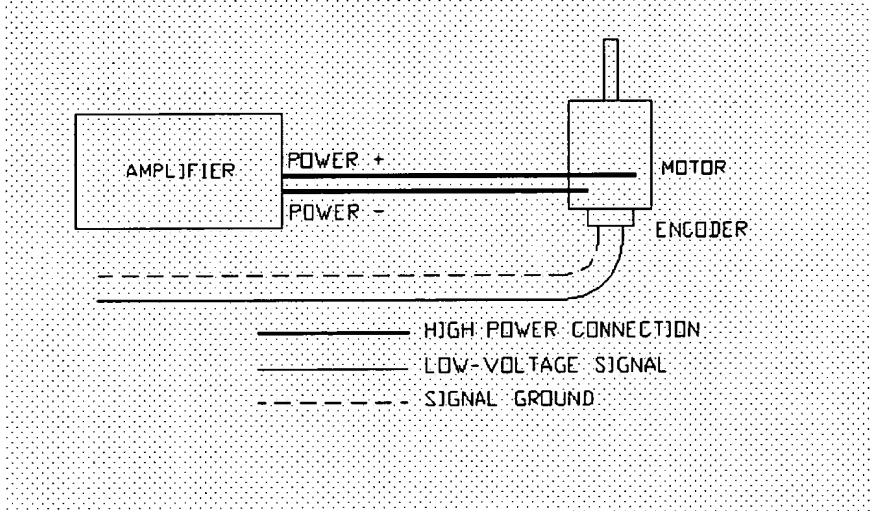 AMPLIFIER
POWER +
POWER -
MOTOR
ENCODER
HIGH POWER CONNECTION
LOW-VOLTAGE SIGNAL
SIGNAL GROUND